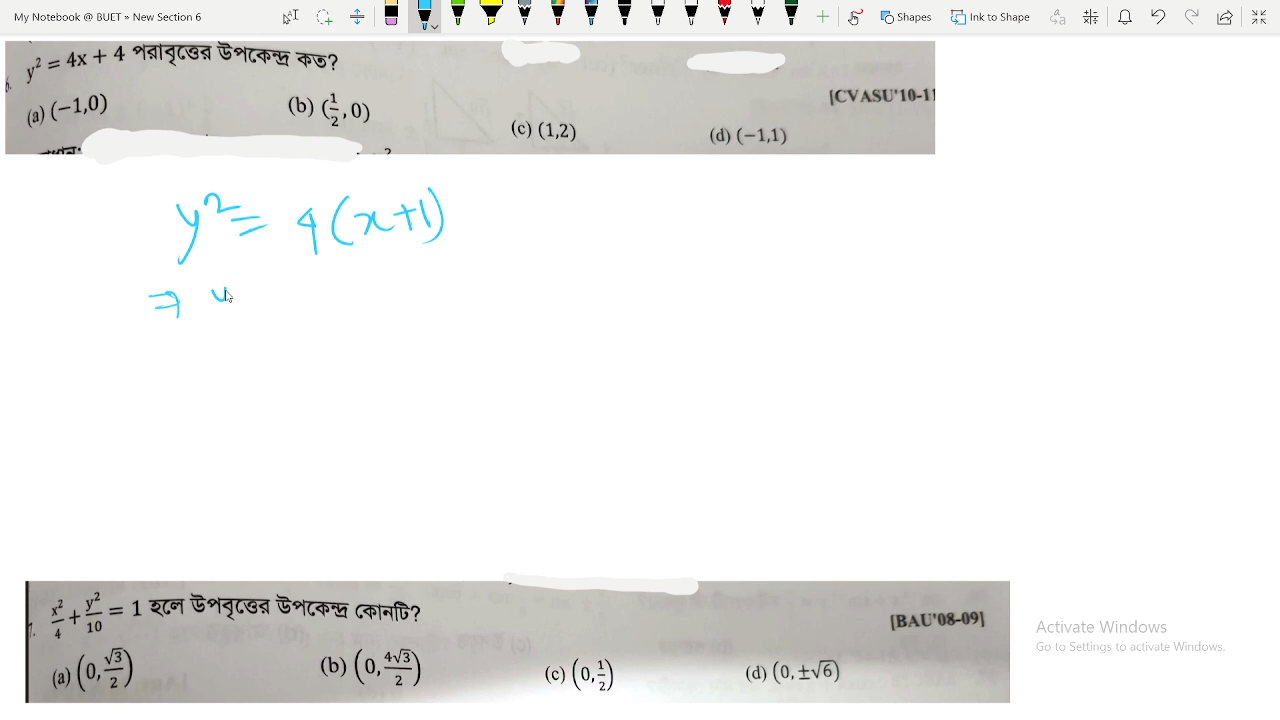 My Notebook @ BUET » New Section 6
Shapes
Ink to Shape
6. y² = 4x + 4 পরাবৃত্তের উপকেন্দ্র কত?
[CVASU'10-11
(a) (−1,0) (b) (1/2, 0) (c) (1,2) (d) (−1,1)
y² = 4(x+1)
⇒ y
7. x²/4 + y²/10 = 1 হলে উপবৃত্তের উপকেন্দ্র কোনটি?
[BAU'08-09]
(a) (0, √3/2) (b) (0, 4√3/2) (c) (0, 1/2) (d) (0, ±√6)
Activate Windows
Go to Settings to activate Windows.